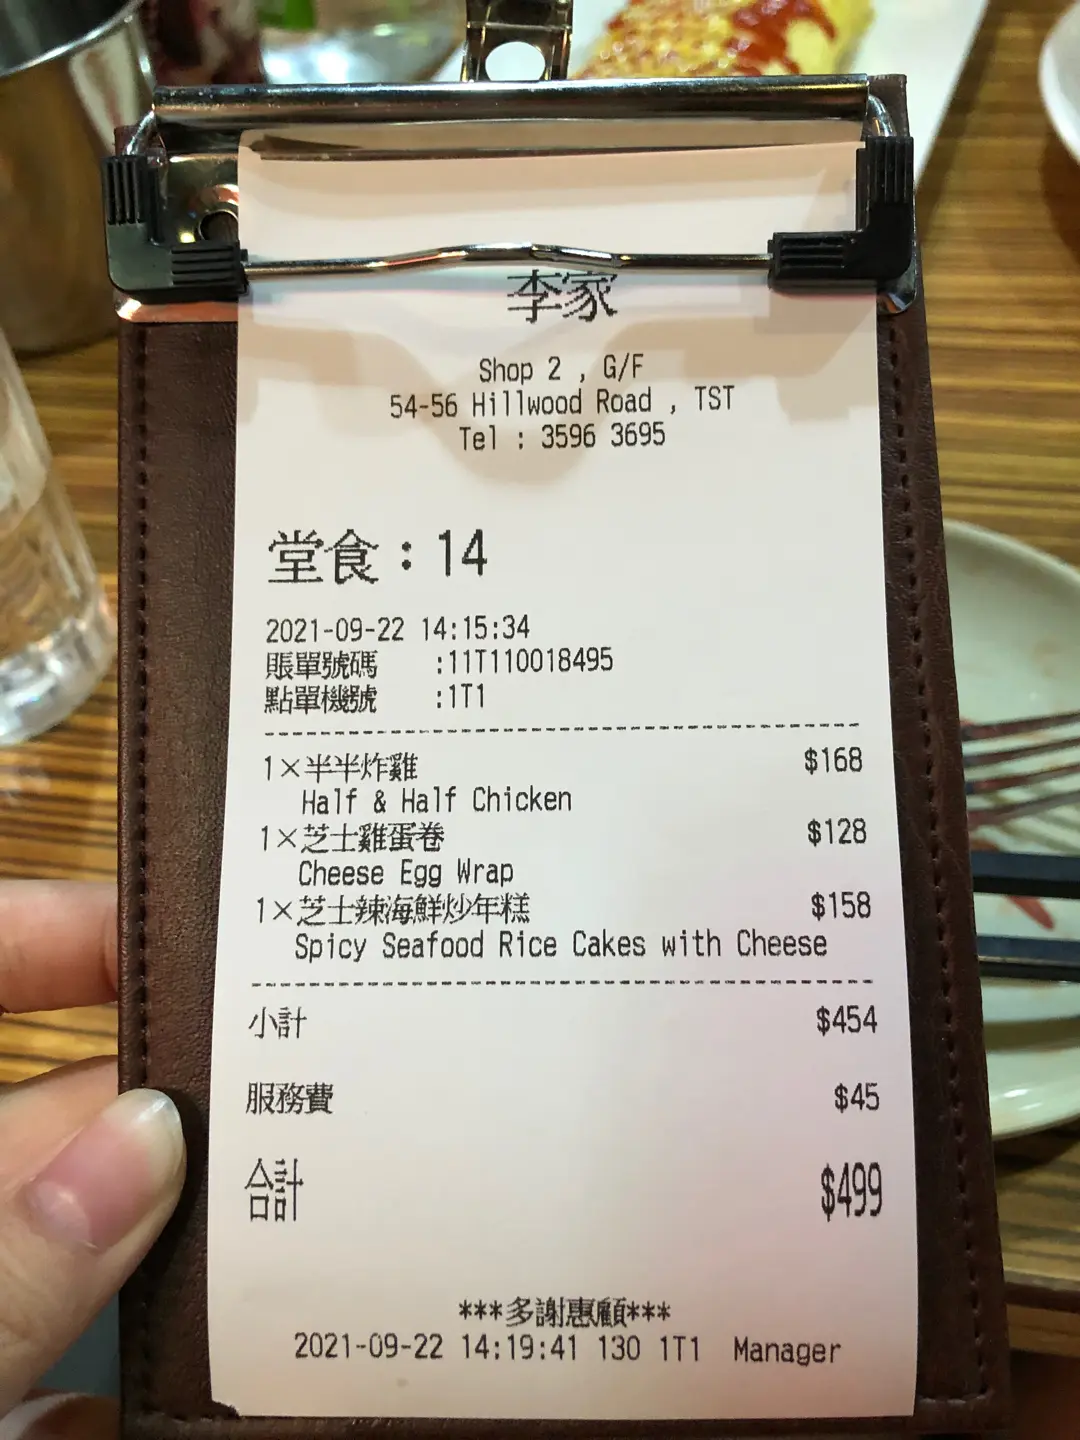 李家
Shop 2 , G/F
54-56 Hillwood Road , TST
Tel : 3596 3695
堂食：14
2021-09-22 14:15:34
賬單號碼 :11T110018495
點單機號 :1T1
1×半半炸雞 $168
Half & Half Chicken
1×芝士雞蛋卷 $128
Cheese Egg Wrap
1×芝士辣海鮮炒年糕 $158
Spicy Seafood Rice Cakes with Cheese
小計 $454
服務費 $45
合計 $499
***多謝惠顧***
2021-09-22 14:19:41 130 1T1 Manager